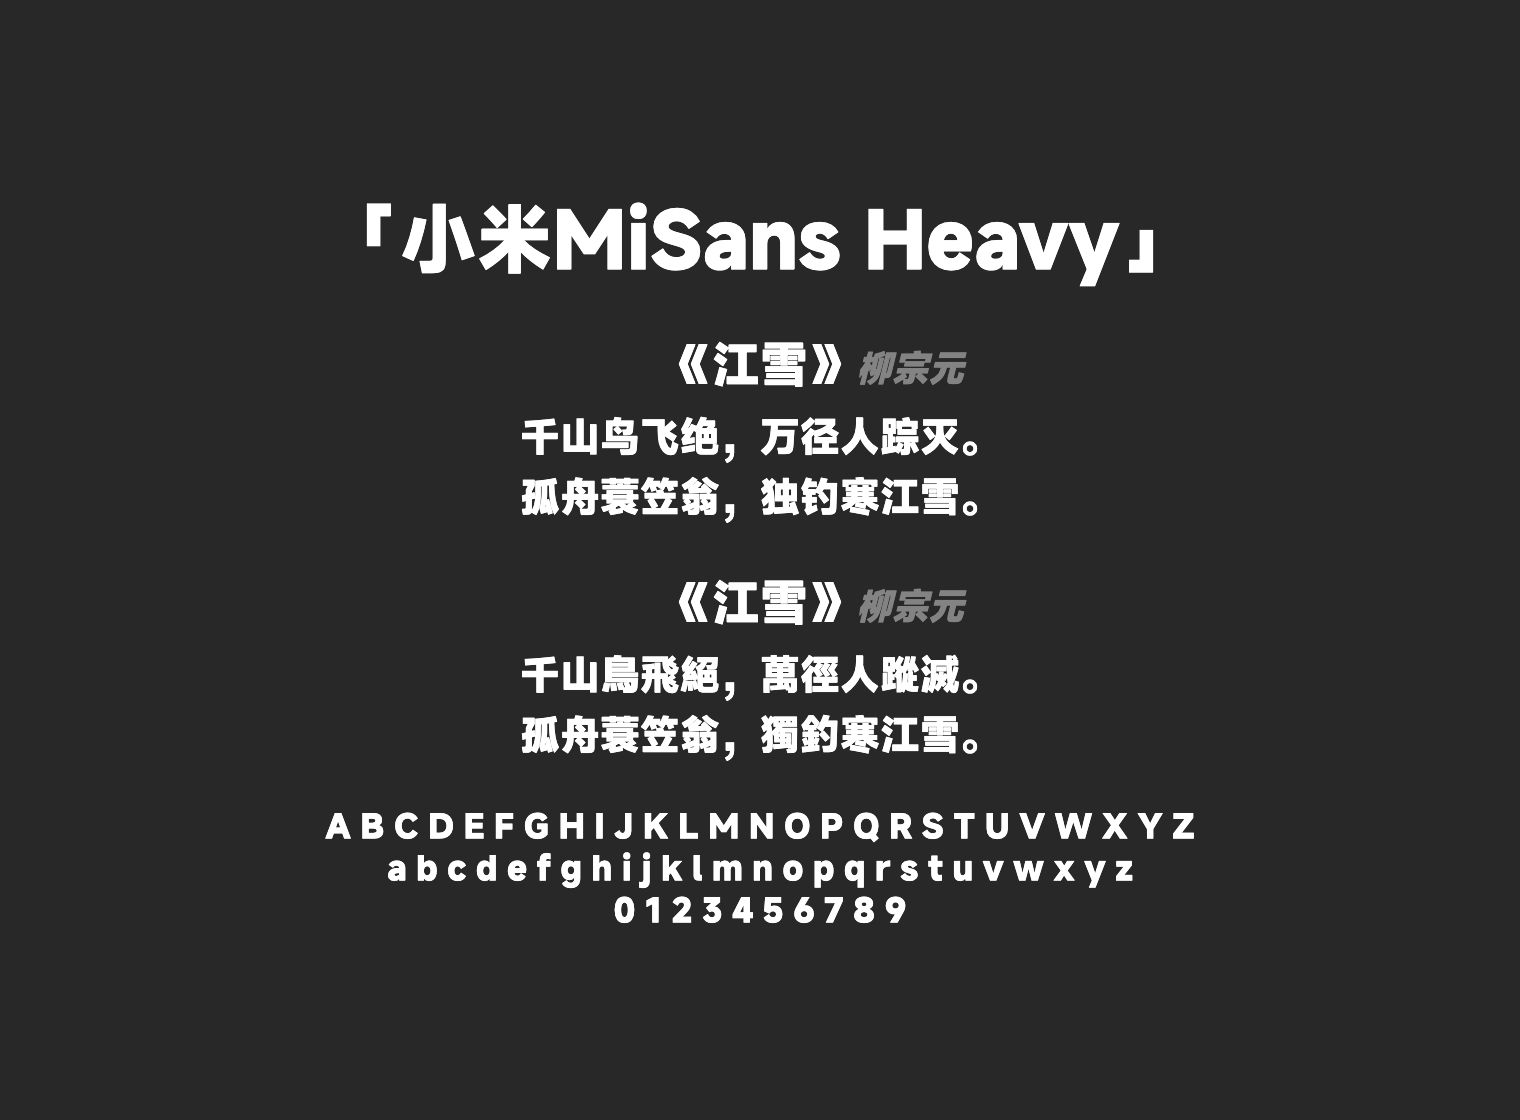 「小米MiSans Heavy」
《江雪》柳宗元
千山鸟飞绝，万径人踪灭。
孤舟蓑笠翁，独钓寒江雪。
《江雪》柳宗元
千山鳥飛絕，萬徑人蹤滅。
孤舟蓑笠翁，獨釣寒江雪。
A B C D E F G H I J K L M N O P Q R S T U V W X Y Z
a b c d e f g h i j k l m n o p q r s t u v w x y z
0 1 2 3 4 5 6 7 8 9